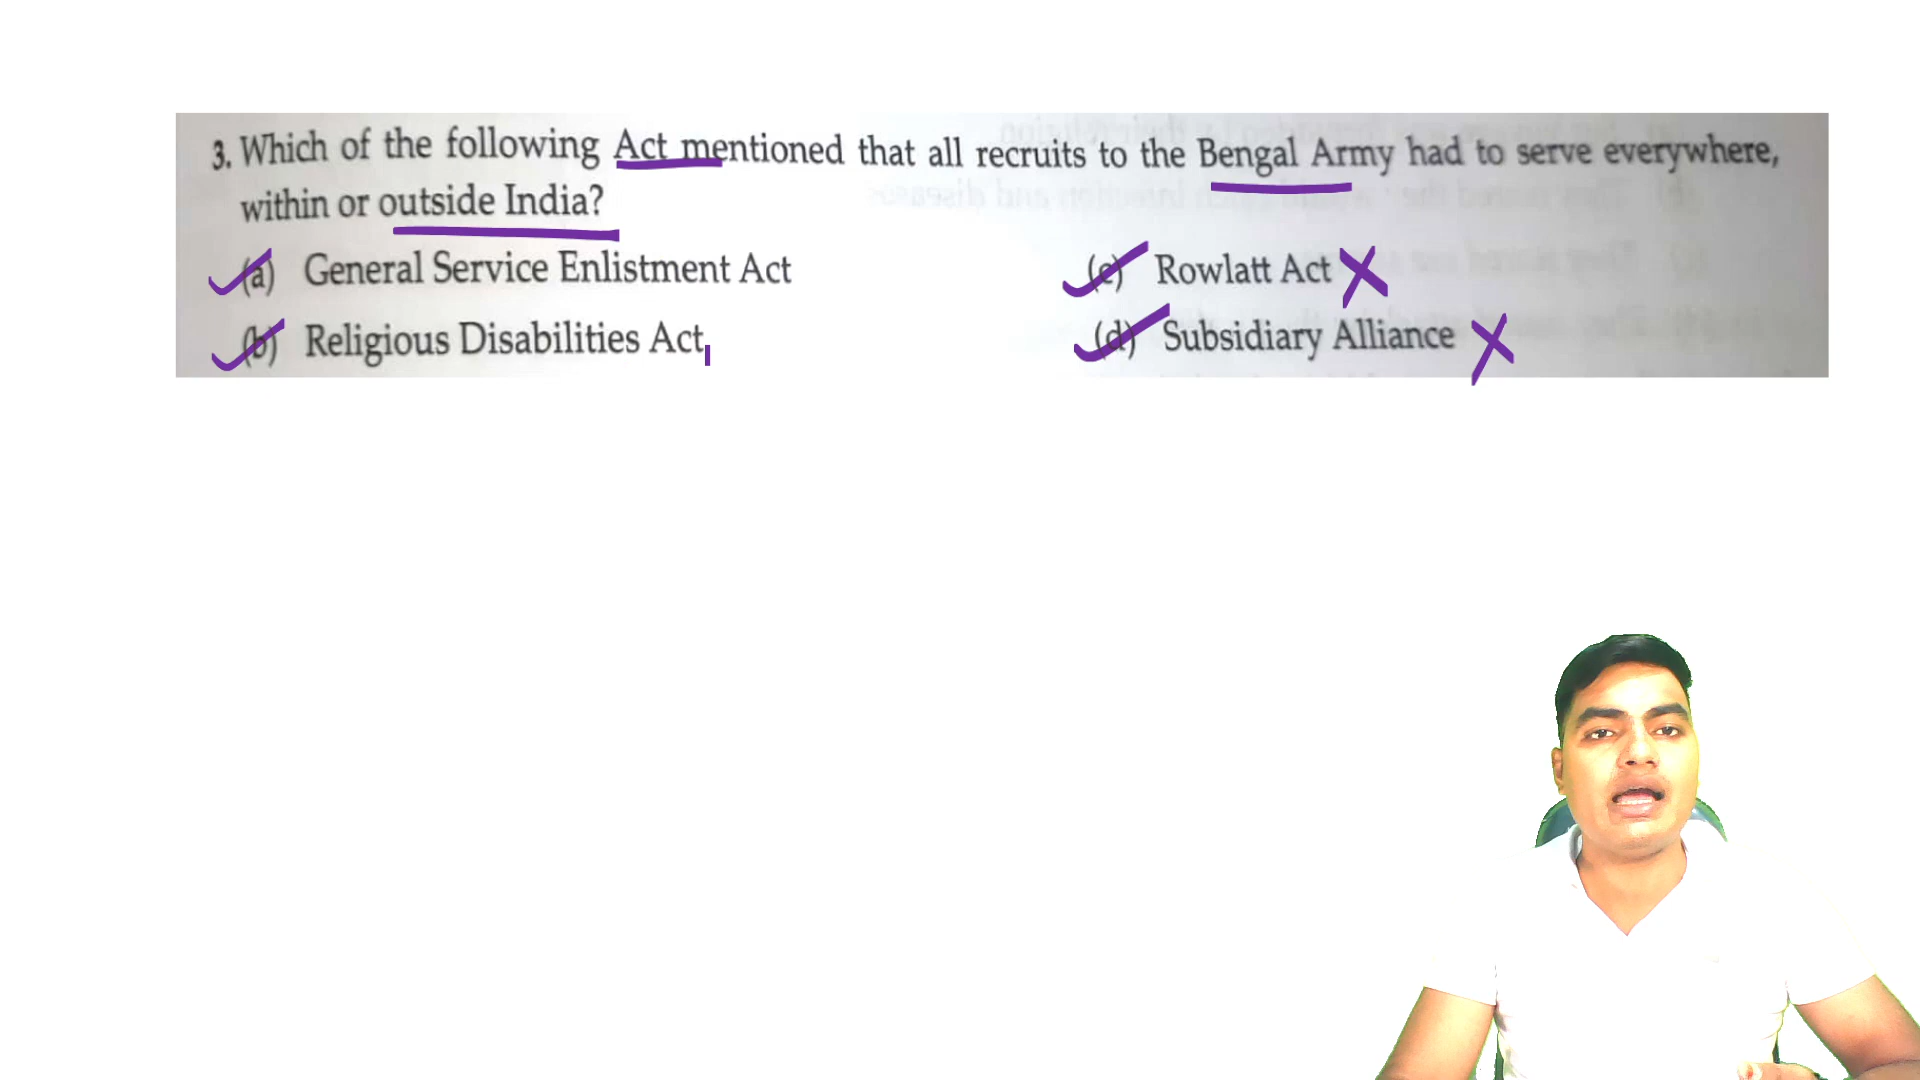 3. Which of the following Act mentioned that all recruits to the Bengal Army had to serve everywhere,
within or outside India?
(a) General Service Enlistment Act
(b) Religious Disabilities Act
(c) Rowlatt Act
(d) Subsidiary Alliance